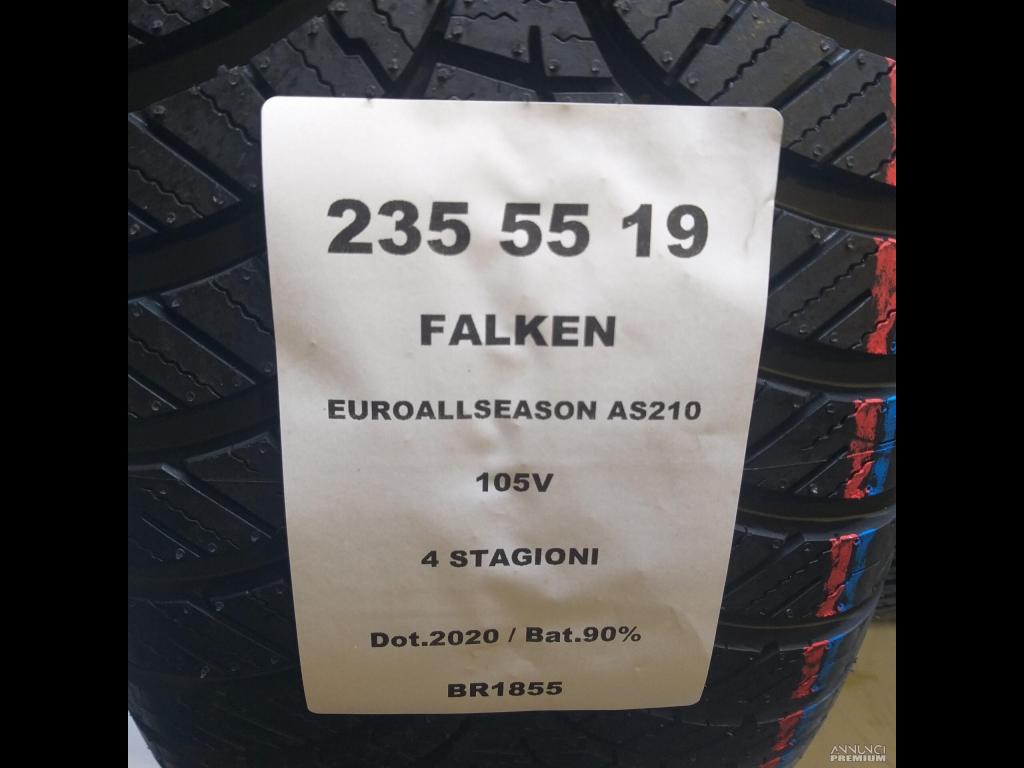 235 55 19
FALKEN
EUROALLSEASON AS210
105V
4 STAGIONI
Dot.2020 / Bat.90%
BR1855
ANNUNCI
PREMIUM